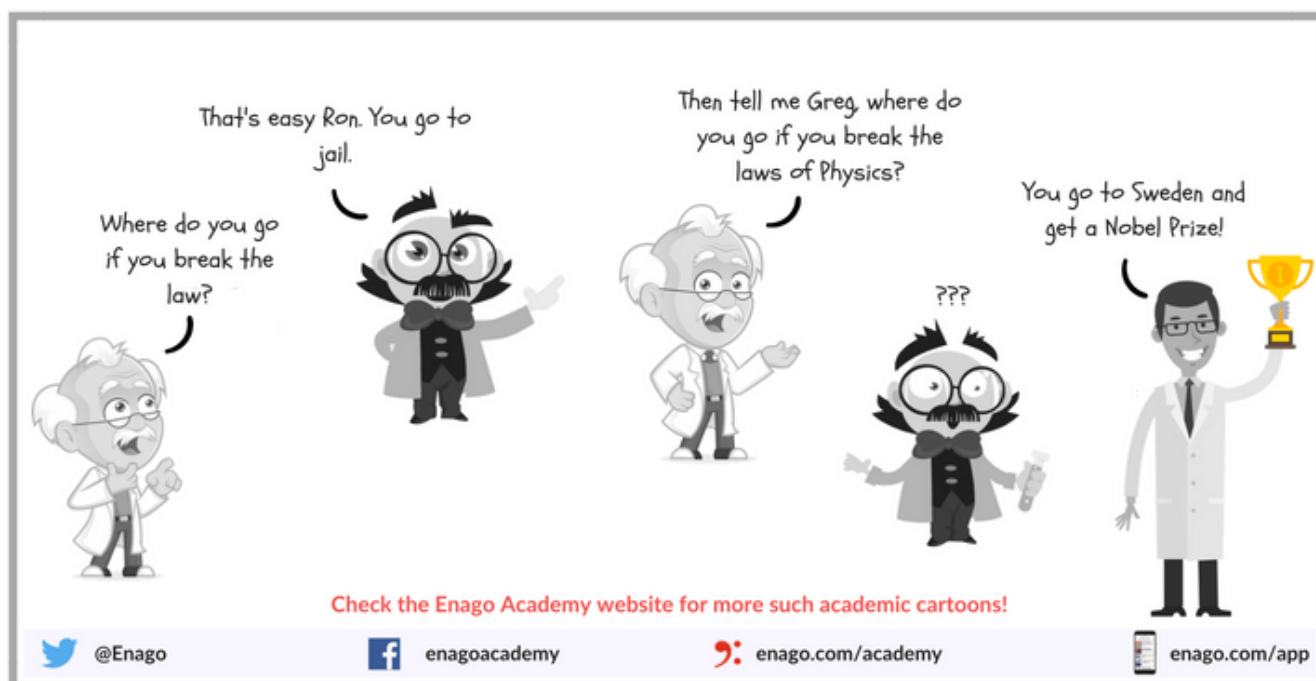 Where do you go
if you break the
law?
That's easy Ron. You go to
jail.
Then tell me Greg, where do
you go if you break the
laws of Physics?
???
You go to Sweden and
get a Nobel Prize!
1
Check the Enago Academy website for more such academic cartoons!
@Enago
enagoacademy
enago.com/academy
enago.com/app